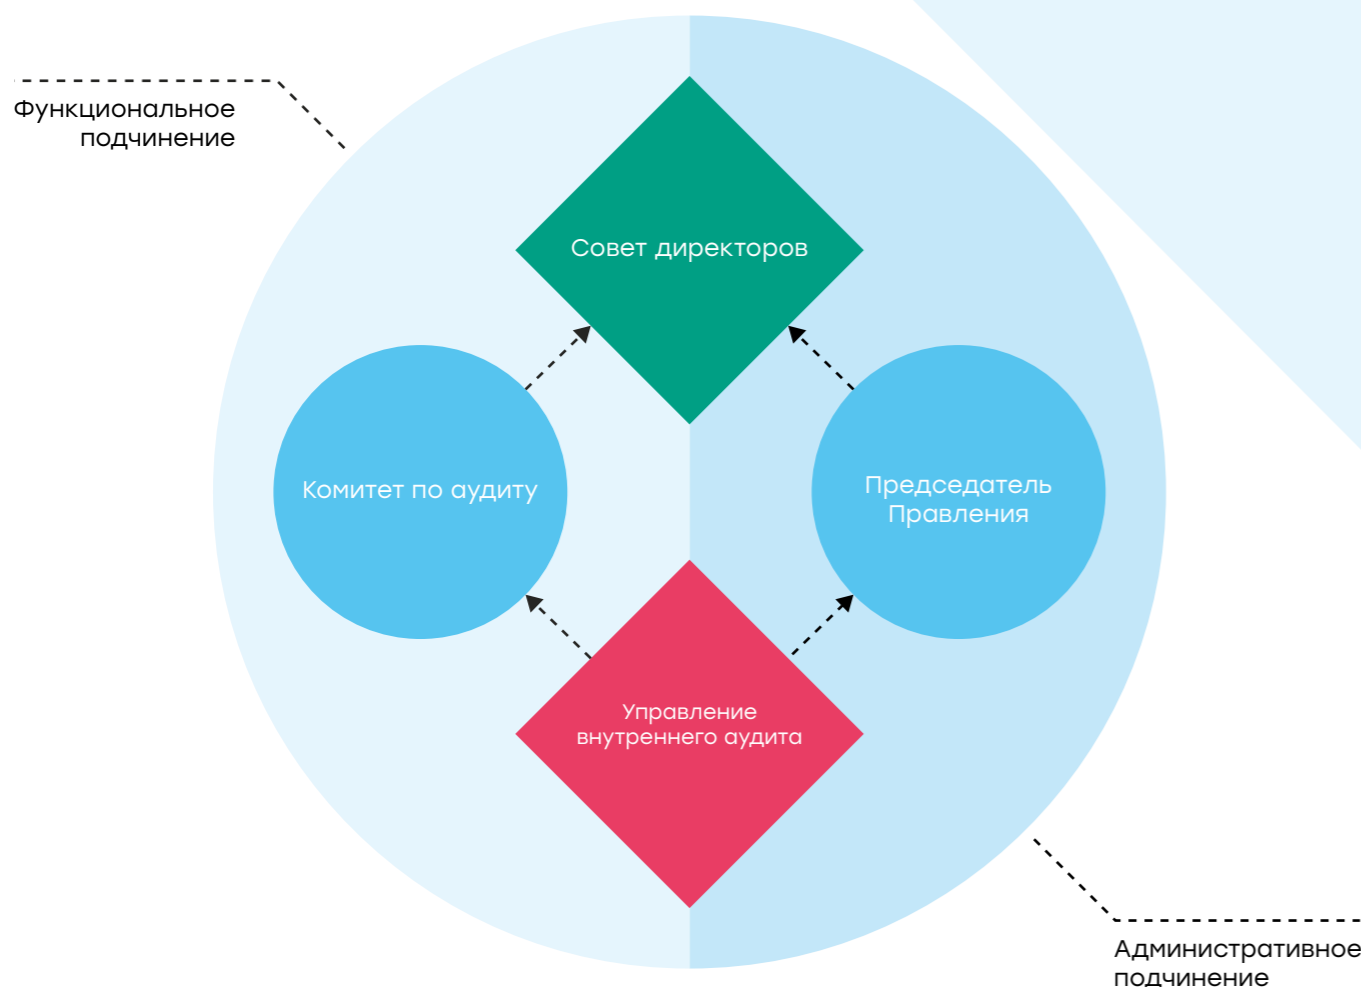 Функциональное
подчинение
Совет директоров
Комитет по аудиту
Председатель
Правления
Управление
внутреннего аудита
Административное
подчинение